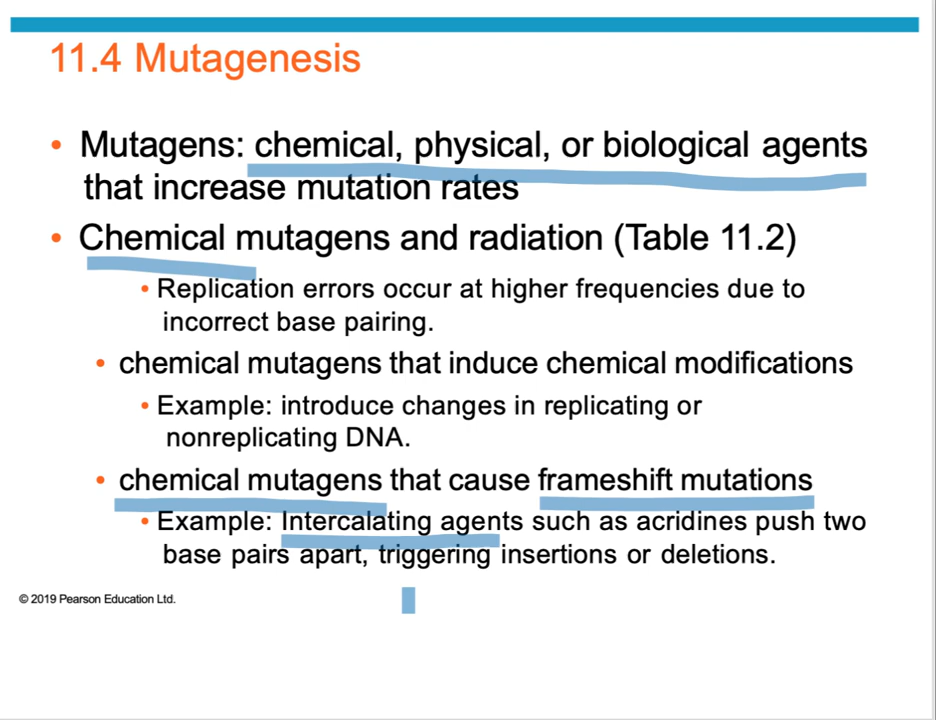 11.4 Mutagenesis
• Mutagens: chemical, physical, or biological agents
that increase mutation rates
• Chemical mutagens and radiation (Table 11.2)
• Replication errors occur at higher frequencies due to
incorrect base pairing.
• chemical mutagens that induce chemical modifications
• Example: introduce changes in replicating or
nonreplicating DNA.
• chemical mutagens that cause frameshift mutations
• Example: Intercalating agents such as acridines push two
base pairs apart, triggering insertions or deletions.
© 2019 Pearson Education Ltd.